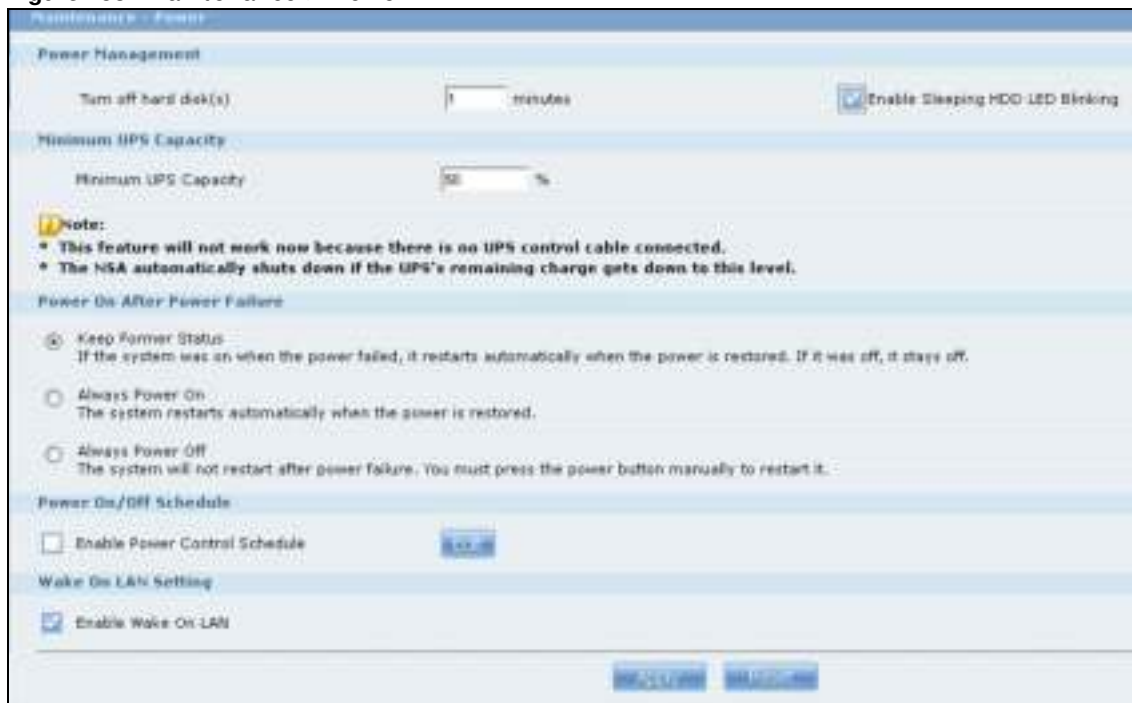 Maintenance - Power
Power Management
Turn off hard disk(s)
1 minutes
Enable Sleeping HDD LED Blinking
Minimum UPS Capacity
Minimum UPS Capacity
50 %
Note:
* This feature will not work now because there is no UPS control cable connected.
* The NSA automatically shuts down if the UPS's remaining charge gets down to this level.
Power On After Power Failure
Keep Former Status
If the system was on when the power failed, it restarts automatically when the power is restored. If it was off, it stays off.
Always Power On
The system restarts automatically when the power is restored.
Always Power Off
The system will not restart after power failure. You must press the power button manually to restart it.
Power On/Off Schedule
Enable Power Control Schedule
Wake On LAN Setting
Enable Wake On LAN